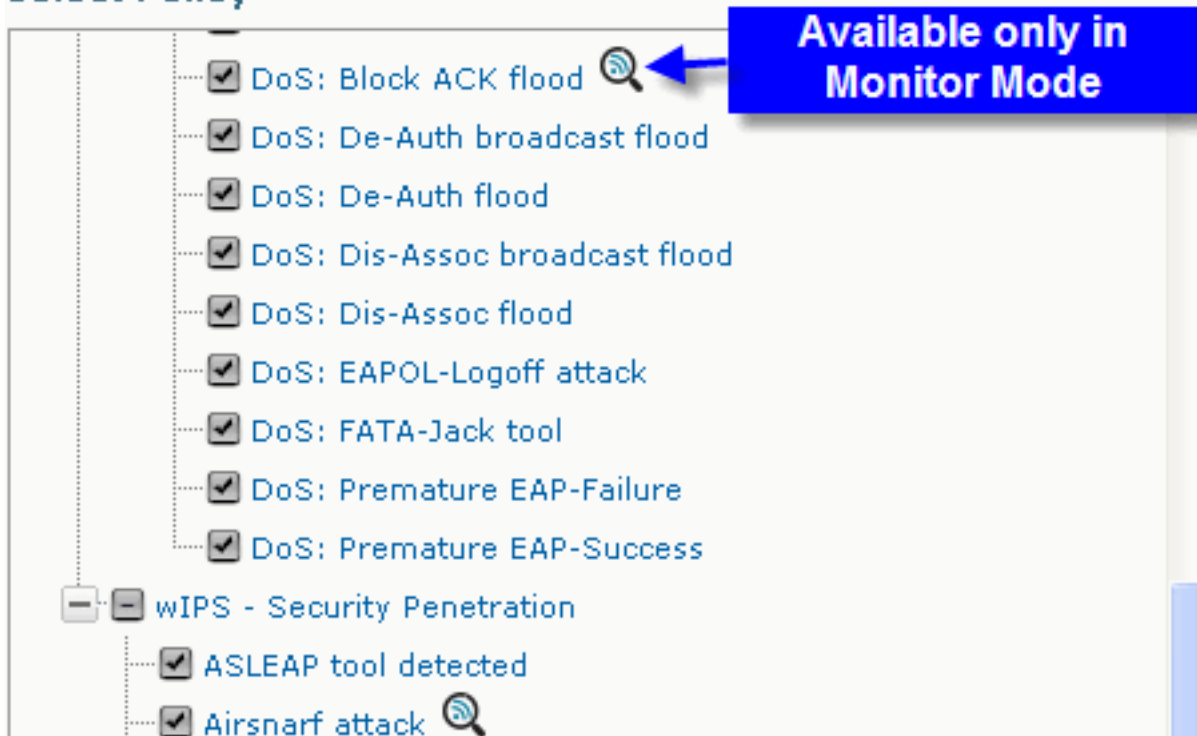 Select Policy
Available only in
Monitor Mode
DoS: Block ACK flood
DoS: De-Auth broadcast flood
DoS: De-Auth flood
DoS: Dis-Assoc broadcast flood
DoS: Dis-Assoc flood
DoS: EAPOL-Logoff attack
DoS: FATA-Jack tool
DoS: Premature EAP-Failure
DoS: Premature EAP-Success
wIPS - Security Penetration
ASLEAP tool detected
Airsnarf attack